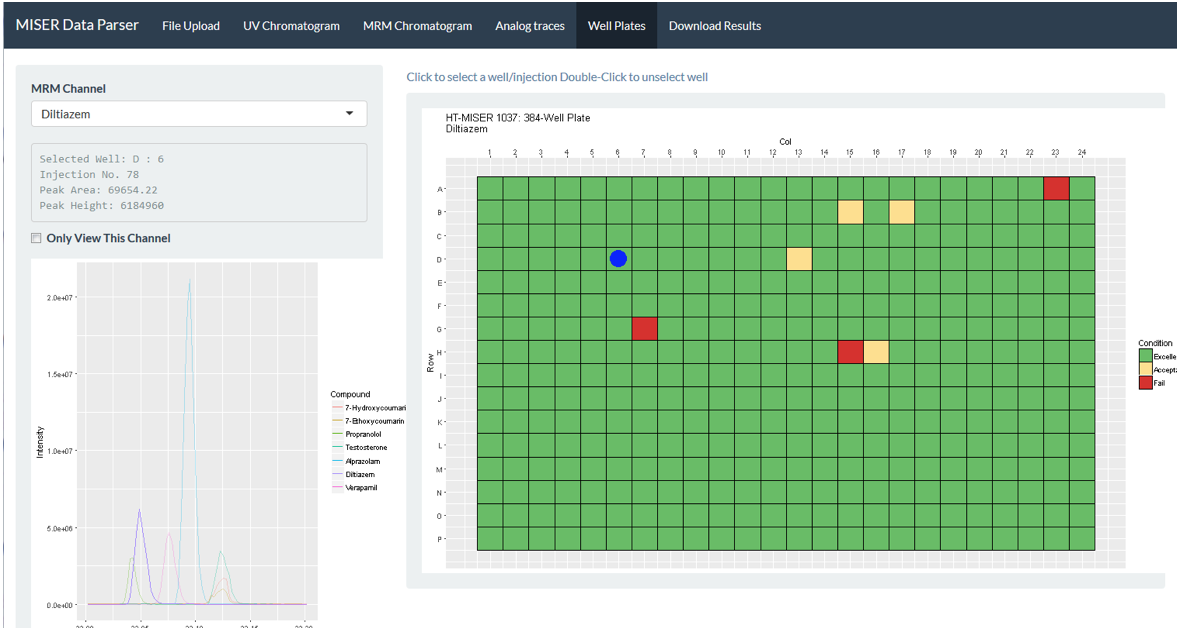 MISER Data Parser File Upload UV Chromatogram MRM Chromatogram Analog traces Well Plates Download Results
MRM Channel
Diltiazem
Selected Well: D : 6
Injection No. 78
Peak Area: 69654.22
Peak Height: 6184960
Only View This Channel
2.0e+07
1.5e+07
1.0e+07
5.0e+06
0.0e+00
Intensity
Compound
7-Hydroxycoumari
7-Ethoxycoumarin
Propranolol
Testosterone
Alprazolam
Diltiazem
Verapamil
Click to select a well/injection Double-Click to unselect well
HT-MISER 1037: 384-Well Plate
Diltiazem
Col
1 2 3 4 5 6 7 8 9 10 11 12 13 14 15 16 17 18 19 20 21 22 23 24
A
B
C
D
E
F
G
H
I
J
K
L
M
N
O
P
Row
Condition
Excelle
Accepta
Fail